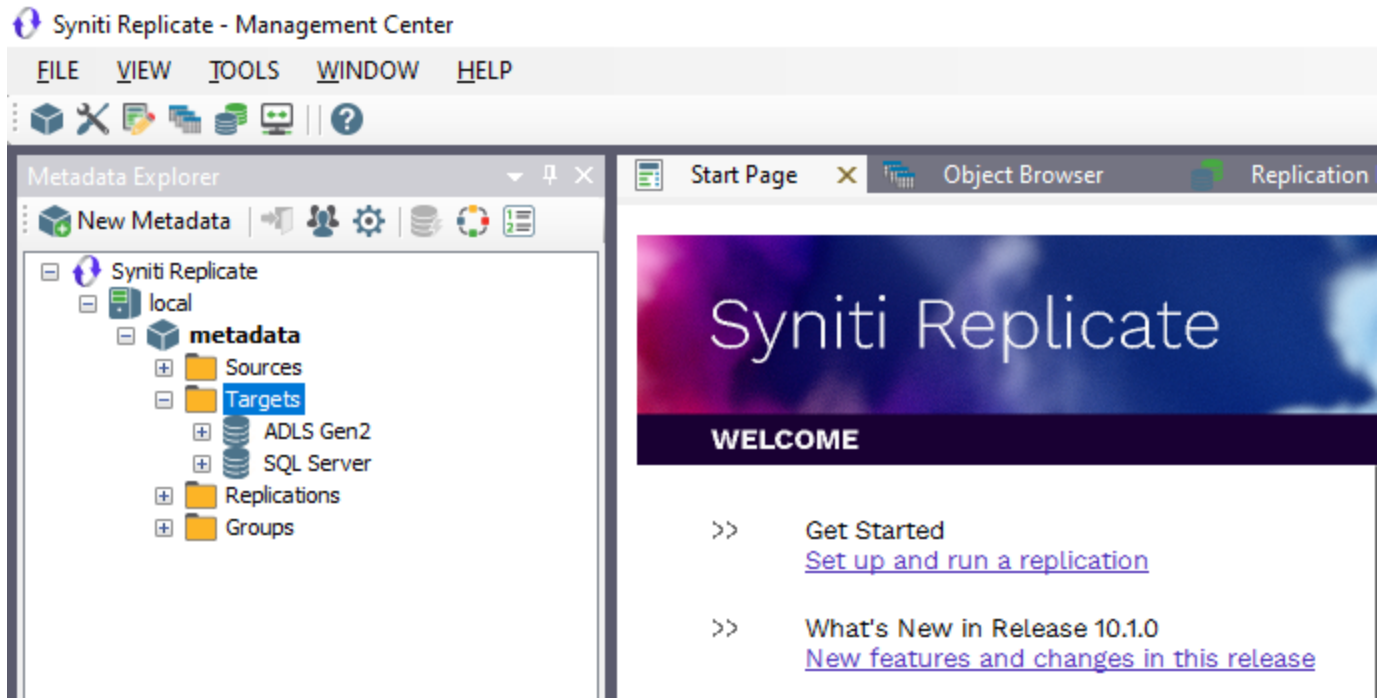 Syniti Replicate - Management Center
FILE VIEW TOOLS WINDOW HELP
Metadata Explorer
Start Page Object Browser Replication
New Metadata
Syniti Replicate
local
metadata
Sources
Targets
ADLS Gen2
SQL Server
Replications
Groups
Syniti Replicate
WELCOME
>> Get Started
Set up and run a replication
>> What's New in Release 10.1.0
New features and changes in this release